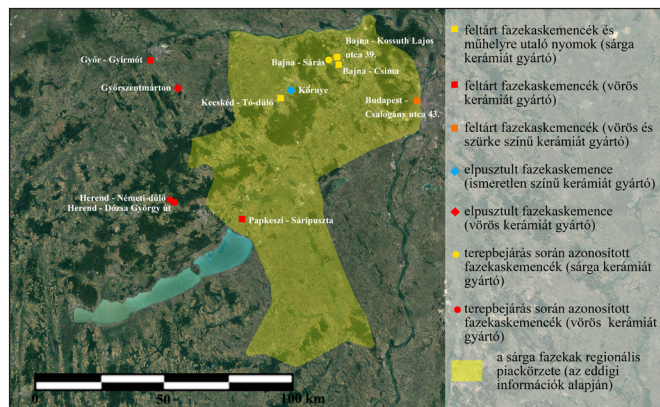 Győr - Gyirmót
Győrszentmárton
Bajna - Kossuth Lajos
utca 39.
Bajna - Sárás
Bajna - Csima
Környe
Kecskéd - Tó-dűlő
Budapest -
Csalogány utca 43.
Herend - Németi-dűlő
Herend - Dózsa György út
Papkeszi - Sáripuszta
0
50
100 km
feltárt fazekaskemencék és
műhelyre utaló nyomok (sárga
kerámiát gyártó)
feltárt fazekaskemencék (vörös
kerámiát gyártó)
feltárt fazekaskemencék (vörös és
szürke színű kerámiát gyártó)
elpusztult fazekaskemence
(ismeretlen színű kerámiát gyártó)
elpusztult fazekaskemence
(vörös kerámiát gyártó)
terepbejárás során azonosított
fazekaskemencék (sárga kerámiát
gyártó)
terepbejárás során azonosított
fazekaskemencék (vörös kerámiát
gyártó)
a sárga fazekak regionális
piackörzete (az eddigi
információk alapján)